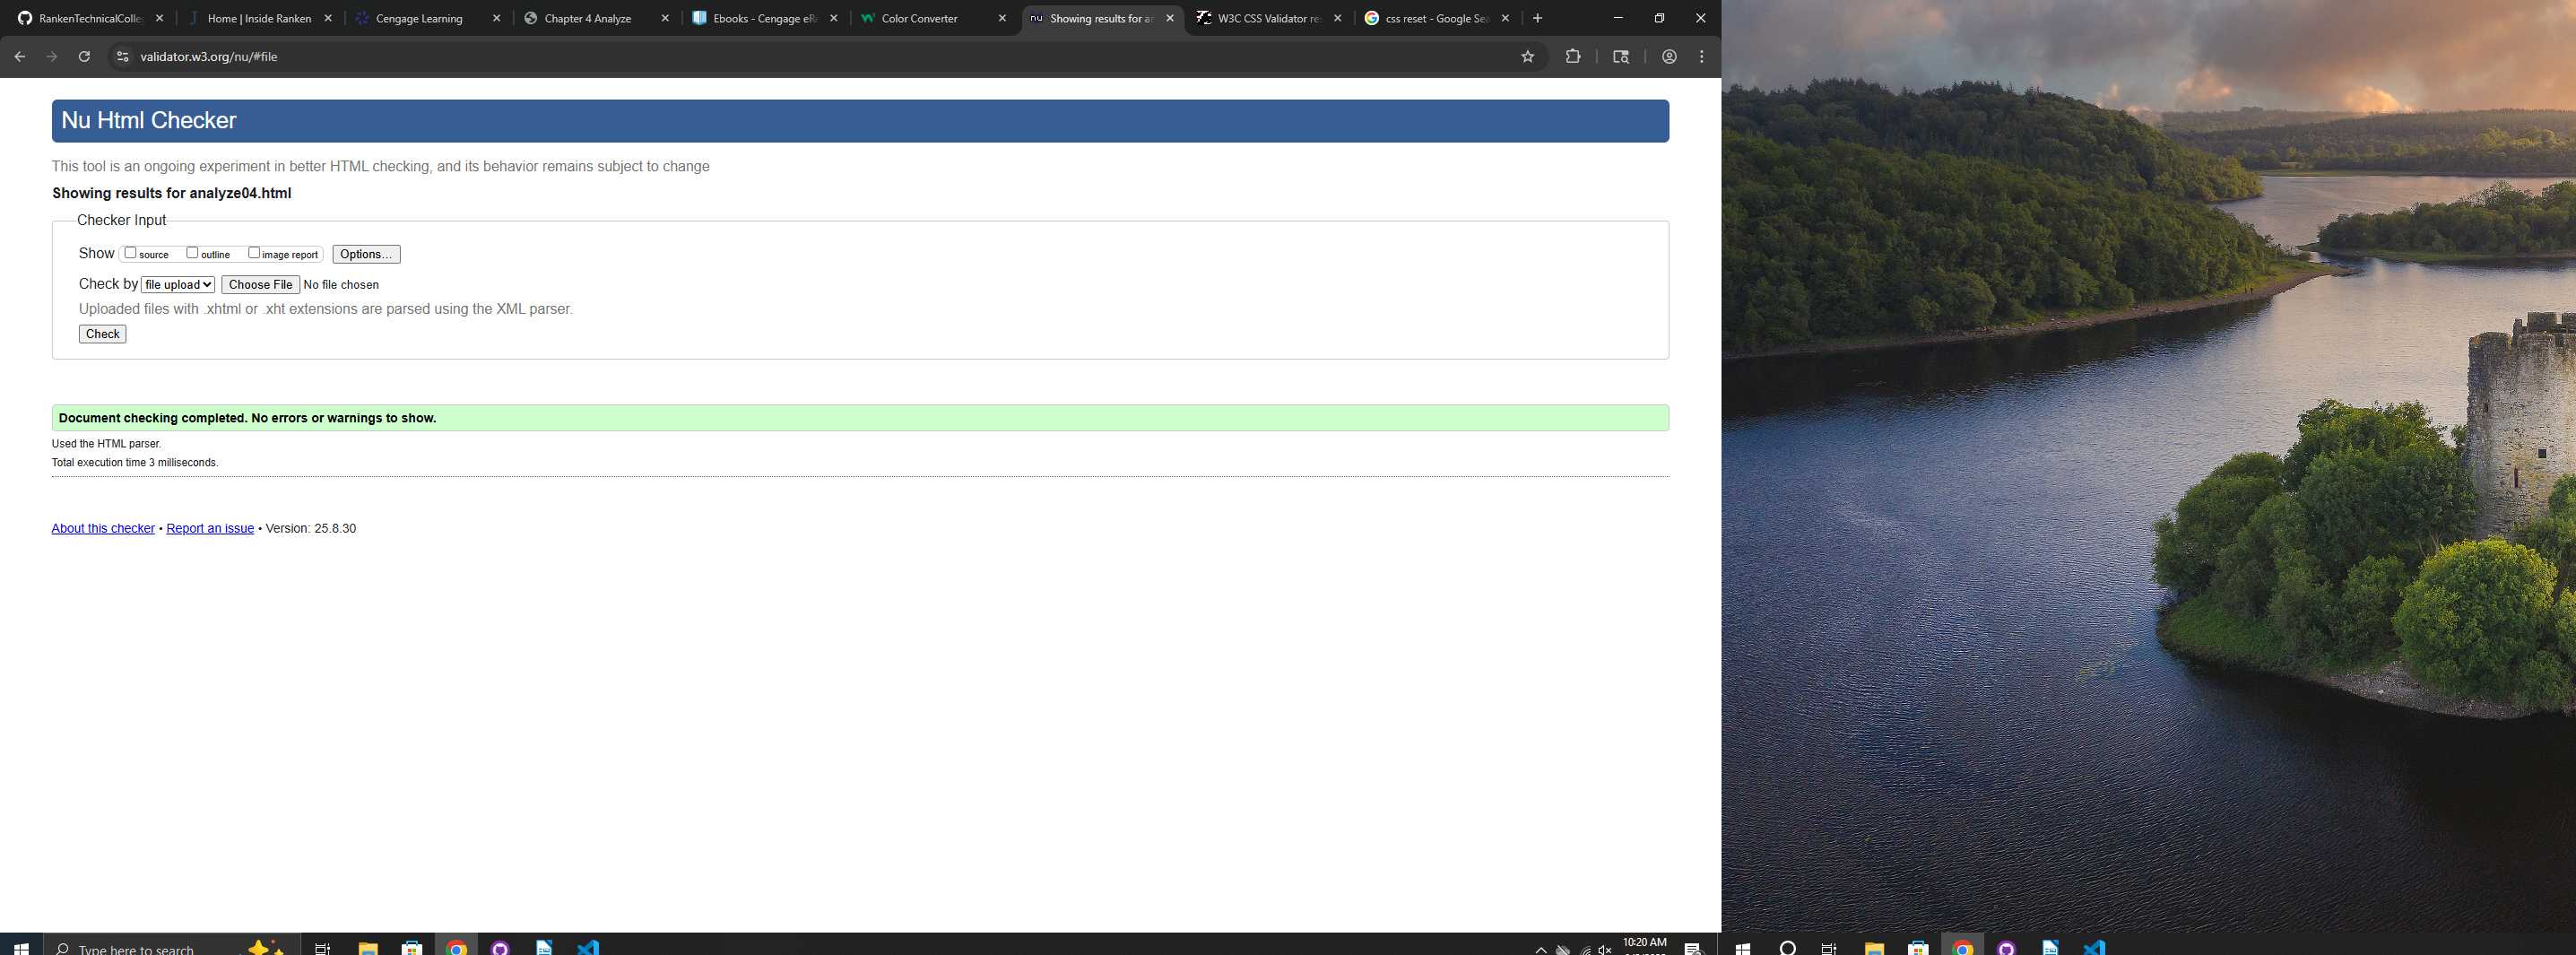 RankenTechnicalColle
Home | Inside Ranken
Cengage Learning
Chapter 4 Analyze
Ebooks - Cengage eRe
Color Converter
nu Showing results for an
W3C CSS Validator res
css reset - Google Sea
validator.w3.org/nu/#file
Nu Html Checker
This tool is an ongoing experiment in better HTML checking, and its behavior remains subject to change
Showing results for analyze04.html
Checker Input
Show source outline image report Options...
Check by file upload Choose File No file chosen
Uploaded files with .xhtml or .xht extensions are parsed using the XML parser.
Check
Document checking completed. No errors or warnings to show.
Used the HTML parser.
Total execution time 3 milliseconds.
About this checker • Report an issue • Version: 25.8.30
Type here to search
10:20 AM